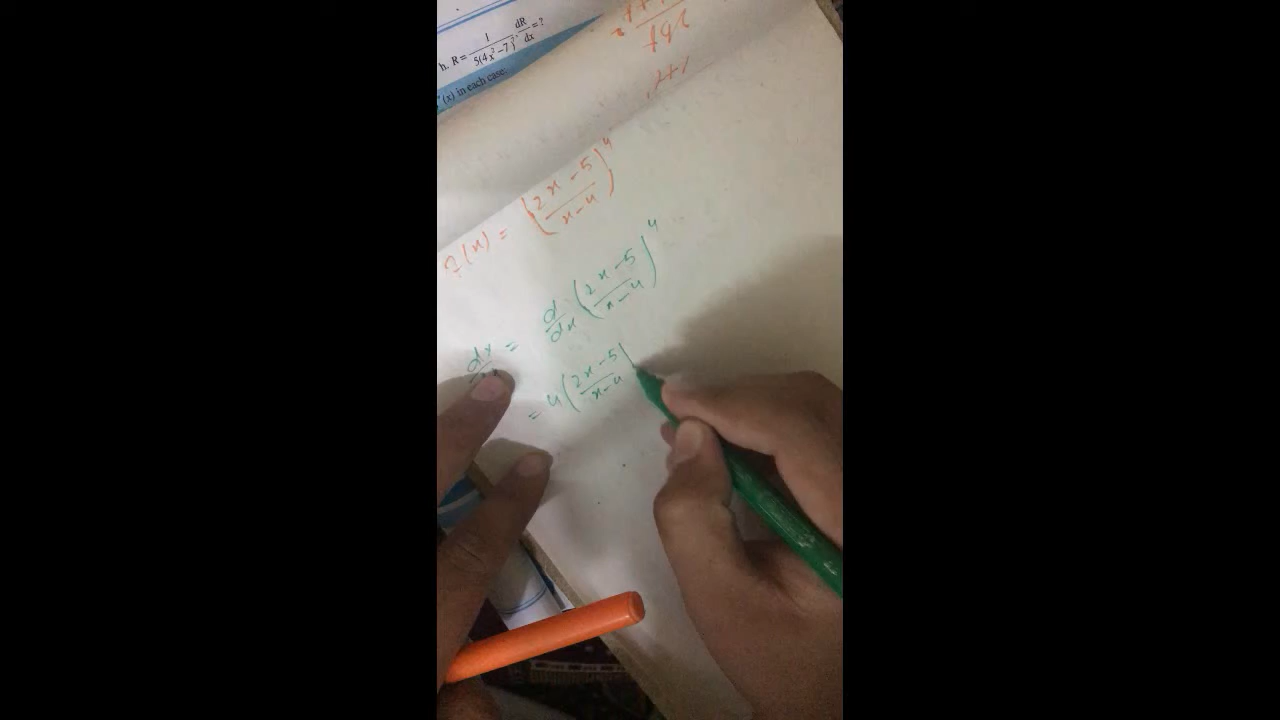 h. R = 1/5(4x²-7)³, dR/dx = ?
(x) in each case.
f(x) = (2x-5/x-4)⁴
dy/dx = d/dx (2x-5/x-4)⁴
= 4(2x-5/x-4)